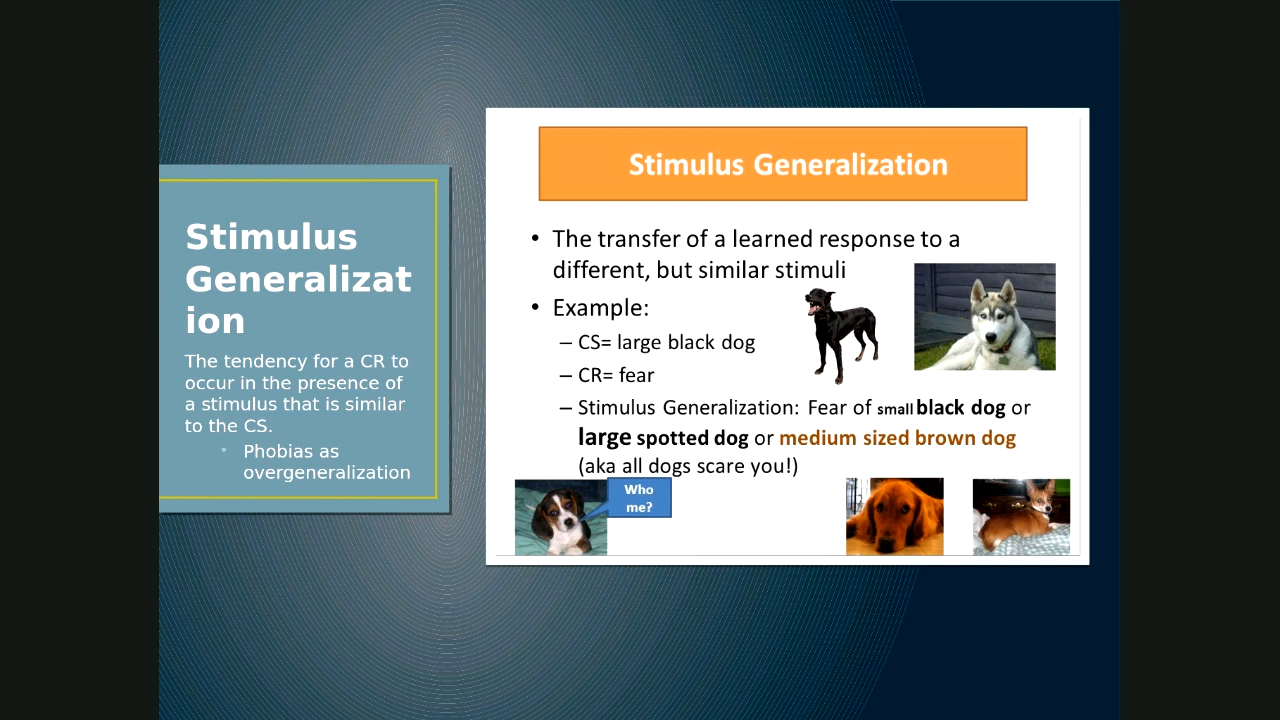 Stimulus
Generalizat
ion
The tendency for a CR to
occur in the presence of
a stimulus that is similar
to the CS.
• Phobias as
overgeneralization
Stimulus Generalization
• The transfer of a learned response to a
different, but similar stimuli
• Example:
– CS= large black dog
– CR= fear
– Stimulus Generalization: Fear of small black dog or
large spotted dog or medium sized brown dog
(aka all dogs scare you!)
Who
me?